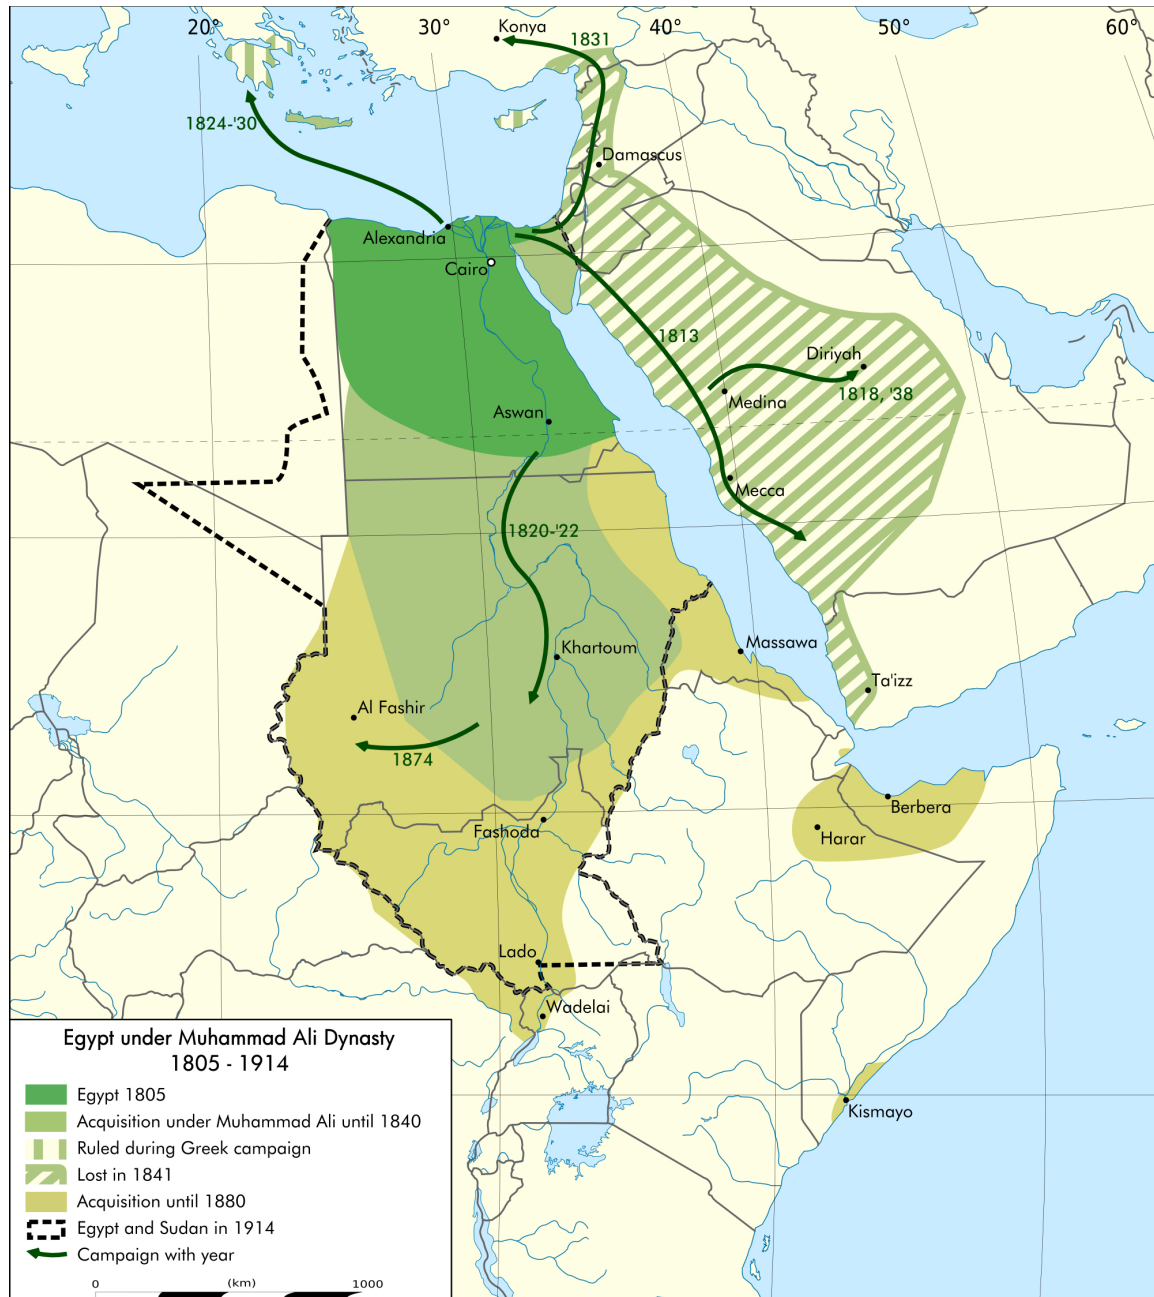 20°
30°
40°
50°
60°
Konya
1831
1824-'30
Damascus
Alexandria
Cairo
1813
Diriyah
1818, '38
Medina
Aswan
Mecca
1820-'22
Khartoum
Massawa
Ta'izz
Al Fashir
1874
Berbera
Fashoda
Harar
Lado
Wadelai
Kismayo
Egypt under Muhammad Ali Dynasty
1805 - 1914
Egypt 1805
Acquisition under Muhammad Ali until 1840
Ruled during Greek campaign
Lost in 1841
Acquisition until 1880
Egypt and Sudan in 1914
Campaign with year
0 (km) 1000